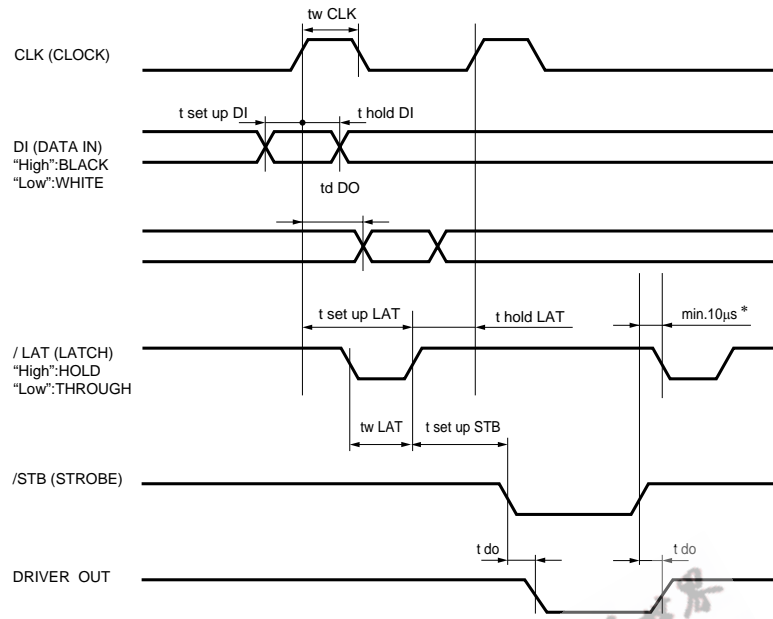 tw CLK
CLK (CLOCK)
t set up DI
t hold DI
DI (DATA IN)
“High”:BLACK
“Low”:WHITE
td DO
t set up LAT
t hold LAT
min.10μs *
/ LAT (LATCH)
“High”:HOLD
“Low”:THROUGH
tw LAT
t set up STB
/STB (STROBE)
t do
t do
DRIVER OUT